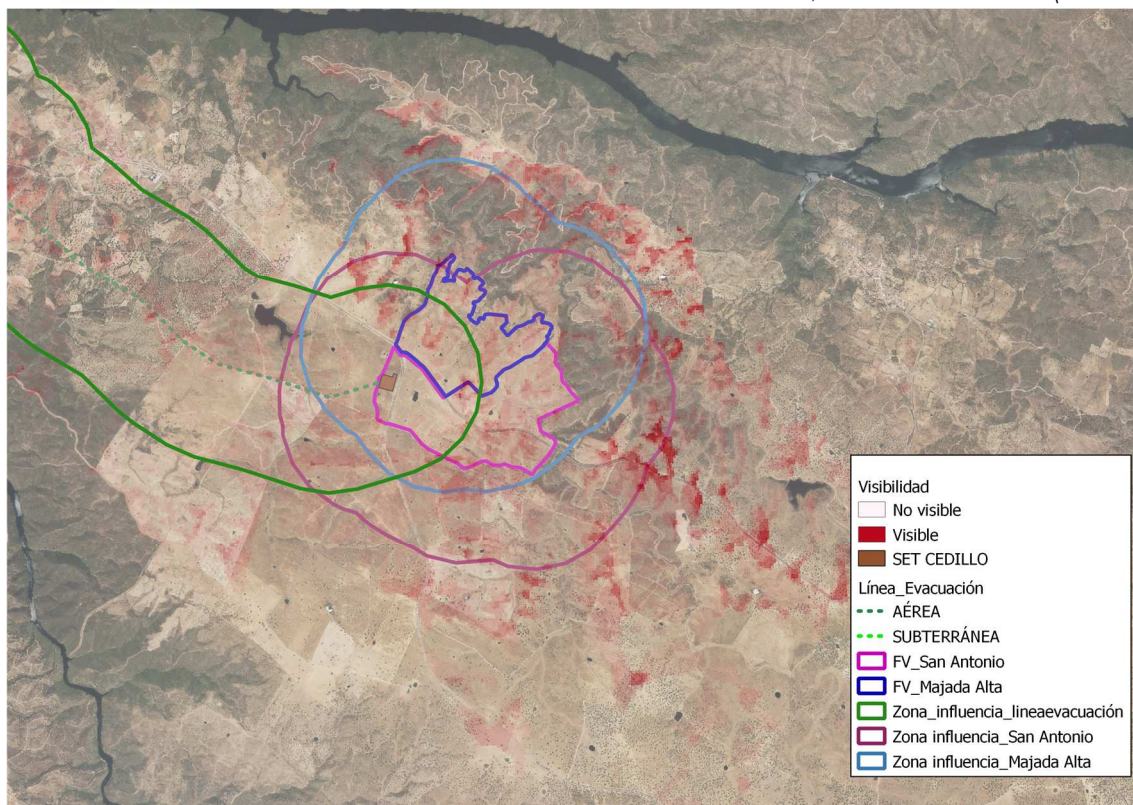 Visibilidad
No visible
Visible
SET CEDILLO
Línea_Evacuación
AÉREA
SUBTERRÁNEA
FV_San Antonio
FV_Majada Alta
Zona_influencia_lineaevacuación
Zona influencia_San Antonio
Zona influencia_Majada Alta